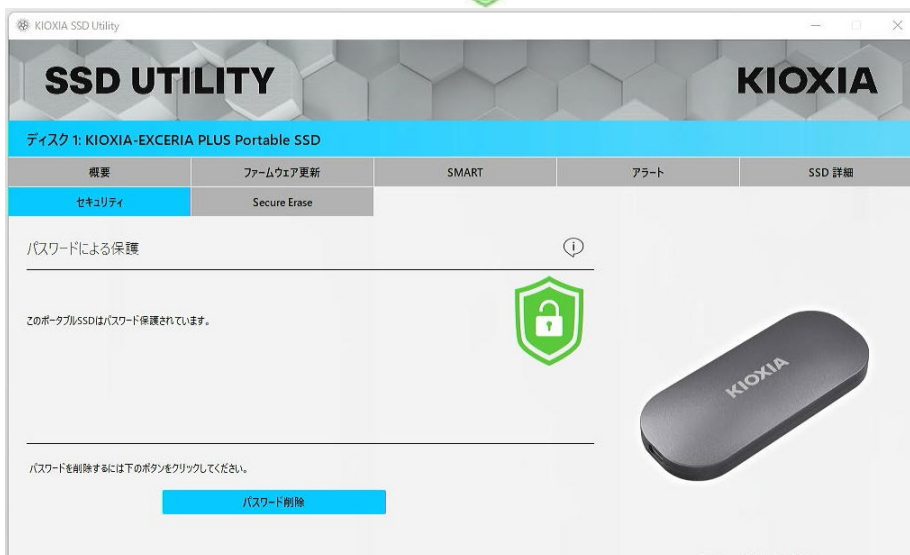 KIOXIA SSD Utility
SSD UTILITY
KIOXIA
ディスク 1: KIOXIA-EXCERIA PLUS Portable SSD
概要 ファームウェア更新 SMART アラート SSD 詳細
セキュリティ Secure Erase
パスワードによる保護
このポータブルSSDはパスワード保護されています。
KIOXIA
パスワードを削除するには下のボタンをクリックしてください。
パスワード削除